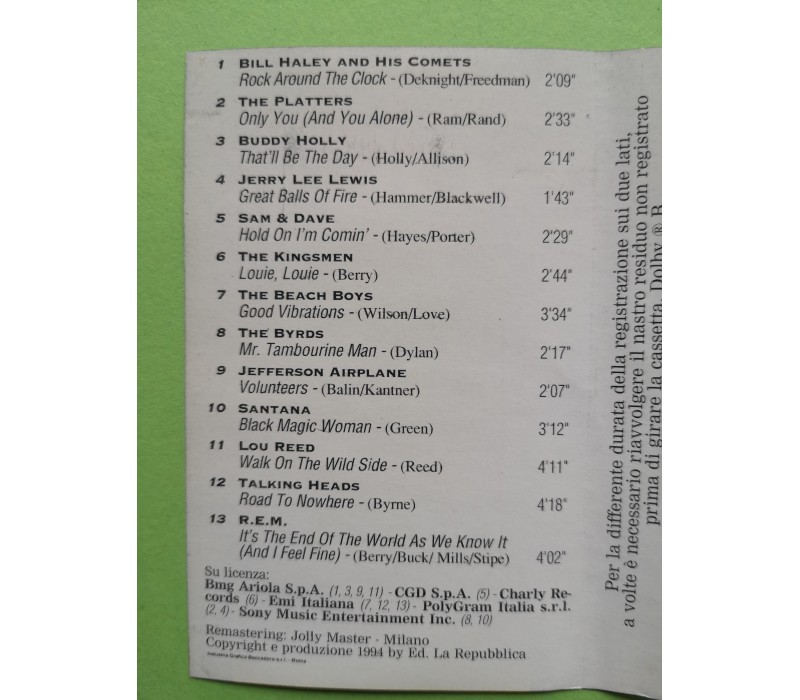 1 BILL HALEY AND HIS COMETS
Rock Around The Clock - (Deknight/Freedman) 2'09"
2 THE PLATTERS
Only You (And You Alone) - (Ram/Rand) 2'33"
3 BUDDY HOLLY
That'll Be The Day - (Holly/Allison) 2'14"
4 JERRY LEE LEWIS
Great Balls Of Fire - (Hammer/Blackwell) 1'43"
5 SAM & DAVE
Hold On I'm Comin' - (Hayes/Porter) 2'29"
6 THE KINGSMEN
Louie, Louie - (Berry) 2'44"
7 THE BEACH BOYS
Good Vibrations - (Wilson/Love) 3'34"
8 THE BYRDS
Mr. Tambourine Man - (Dylan) 2'17"
9 JEFFERSON AIRPLANE
Volunteers - (Balin/Kantner) 2'07"
10 SANTANA
Black Magic Woman - (Green) 3'12"
11 LOU REED
Walk On The Wild Side - (Reed) 4'11"
12 TALKING HEADS
Road To Nowhere - (Byrne) 4'18"
13 R.E.M.
It's The End Of The World As We Know It
(And I Feel Fine) - (Berry/Buck/ Mills/Stipe) 4'02"
Su licenza:
Bmg Ariola S.p.A. (1, 3, 9, 11) - CGD S.p.A. (5) - Charly Re-
cords (6) - Emi Italiana (7, 12, 13) - PolyGram Italia s.r.l.
(2, 4) - Sony Music Entertainment Inc. (8, 10)
Remastering: Jolly Master - Milano
Copyright e produzione 1994 by Ed. La Repubblica
Per la differente durata della registrazione sui due lati,
a volte è necessario riavvolgere il nastro residuo non registrato
prima di girare la cassetta. Dolby ® B